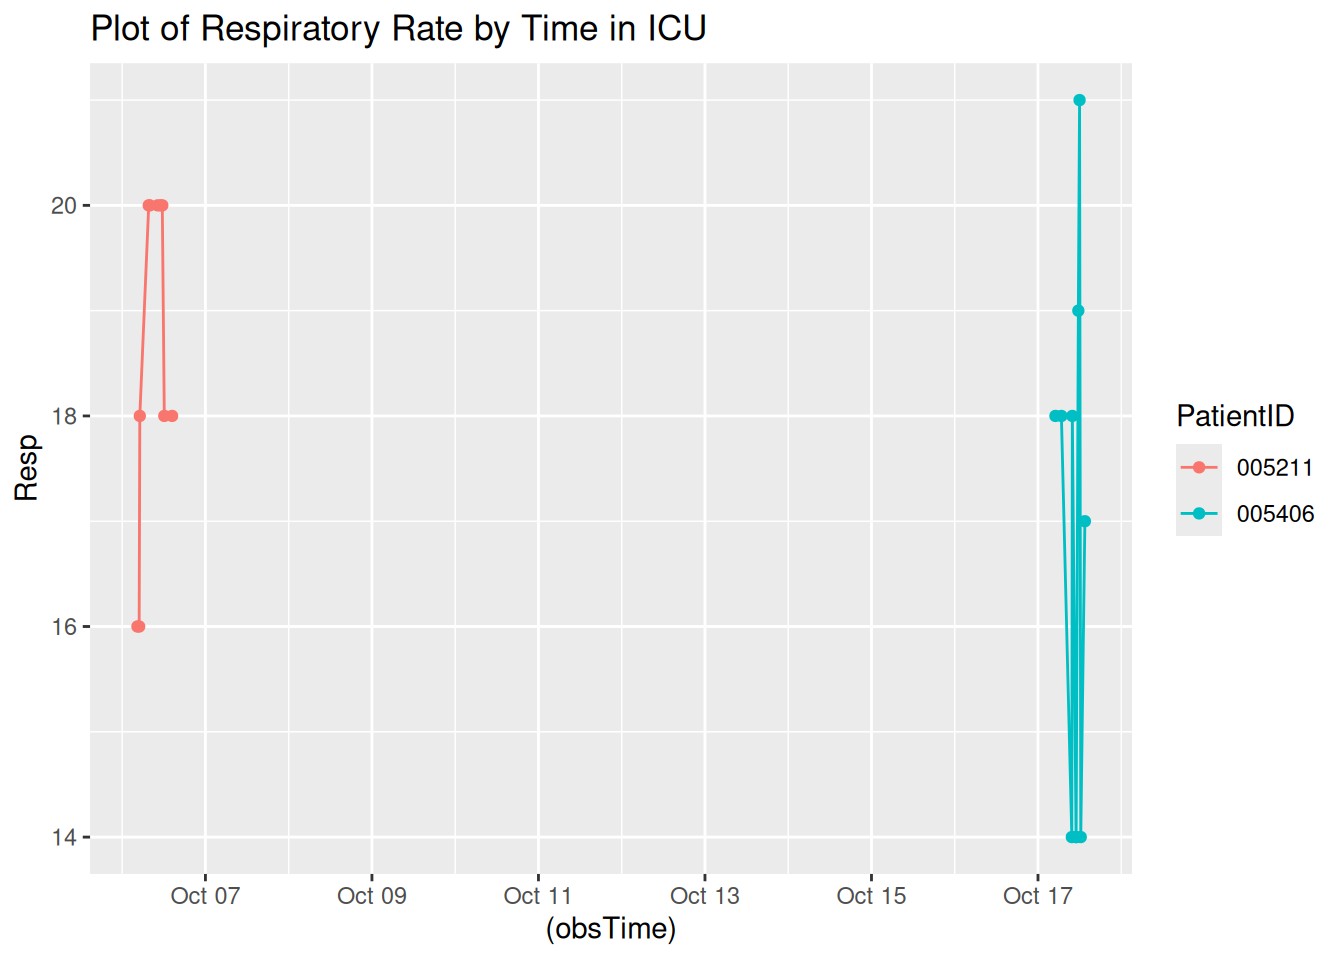 Plot of Respiratory Rate by Time in ICU
Resp
20
18
16
14
Oct 07
Oct 09
Oct 11
Oct 13
Oct 15
Oct 17
(obsTime)
PatientID
005211
005406